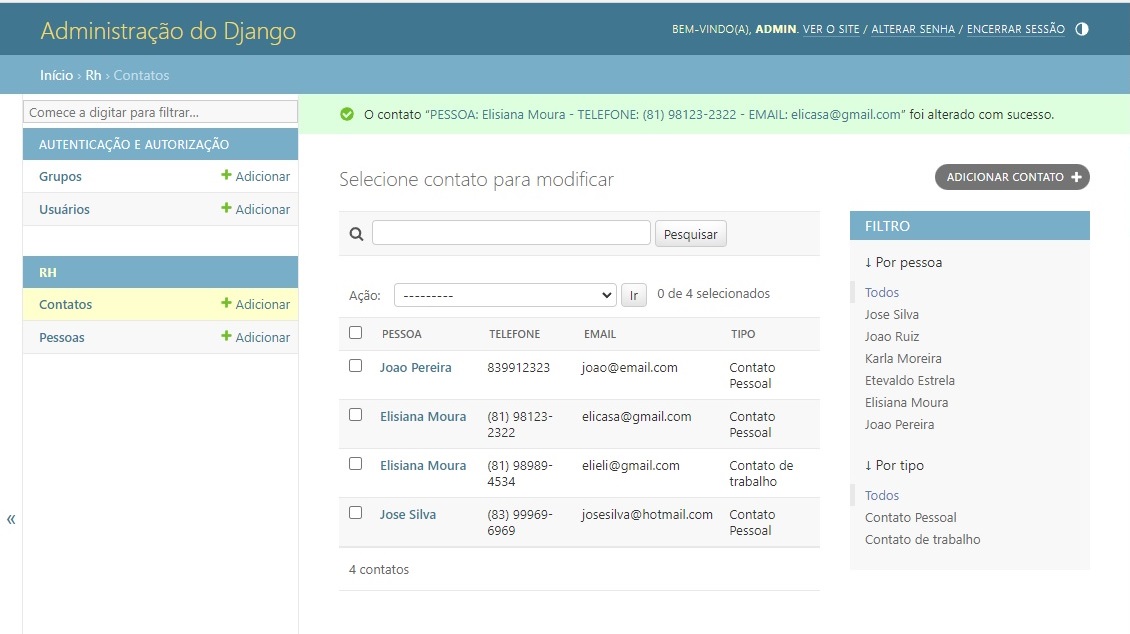 Administração do Django
BEM-VINDO(A), ADMIN. VER O SITE / ALTERAR SENHA / ENCERRAR SESSÃO
Início › Rh › Contatos
Comece a digitar para filtrar...
AUTENTICAÇÃO E AUTORIZAÇÃO
Grupos + Adicionar
Usuários + Adicionar
RH
Contatos + Adicionar
Pessoas + Adicionar
«
O contato “PESSOA: Elisiana Moura - TELEFONE: (81) 98123-2322 - EMAIL: elicasa@gmail.com” foi alterado com sucesso.
Selecione contato para modificar
ADICIONAR CONTATO +
Pesquisar
Ação: --------- Ir 0 de 4 selecionados
PESSOA TELEFONE EMAIL TIPO
Joao Pereira 839912323 joao@email.com Contato
Pessoal
Elisiana Moura (81) 98123- elicasa@gmail.com Contato
2322 Pessoal
Elisiana Moura (81) 98989- elieli@gmail.com Contato de
4534 trabalho
Jose Silva (83) 99969- josesilva@hotmail.com Contato
6969 Pessoal
4 contatos
FILTRO
↓ Por pessoa
Todos
Jose Silva
Joao Ruiz
Karla Moreira
Etevaldo Estrela
Elisiana Moura
Joao Pereira
↓ Por tipo
Todos
Contato Pessoal
Contato de trabalho